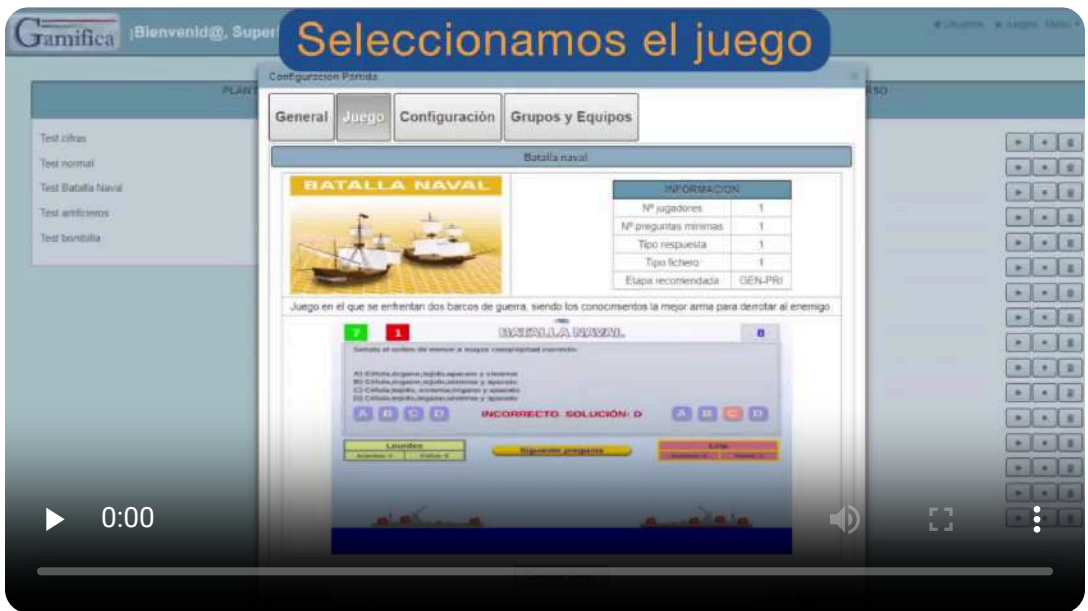 Seleccionamos el juego
Gamifica
¡Bienvenid@, Super
Configuración Partida
General Juego Configuración Grupos y Equipos
Batalla naval
Test cifras
Test normal
Test Batalla Naval
Test artificieros
Test bombilla
BATALLA NAVAL
INFORMACIÓN
Nº jugadores 1
Nº preguntas mínimas 1
Tipo respuesta 1
Tipo fichero 1
Etapa recomendada GEN-PRI
Juego en el que se enfrentan dos barcos de guerra, siendo los conocimientos la mejor arma para derrotar al enemigo
7 1 BATALLA NAVAL 8
A B C D INCORRECTO. SOLUCIÓN: D A B C D
Lourdes
Siguiente pregunta
0:00